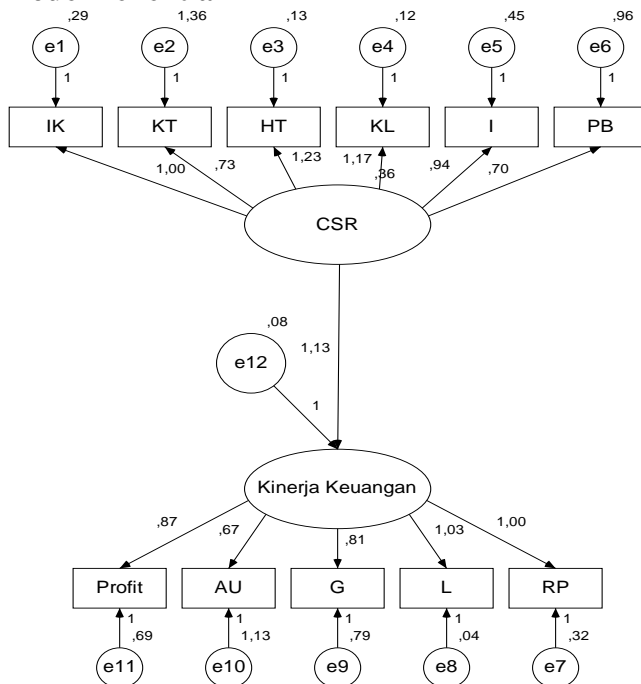 ,29 1,36 ,13 ,12 ,45 ,96
e1 e2 e3 e4 e5 e6
1 1 1 1 1 1
IK KT HT KL I PB
1,00 ,73 1,23 1,17 ,36 ,94 ,70
CSR
,08
e12 1,13
1
Kinerja Keuangan
,87 ,67 ,81 1,03 1,00
Profit AU G L RP
1 1 1 1 1
,69 1,13 ,79 ,04 ,32
e11 e10 e9 e8 e7